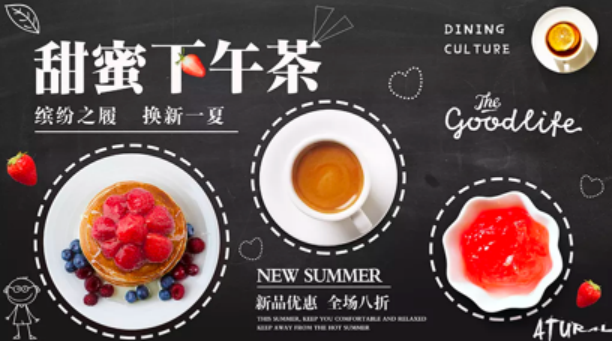 甜蜜下午茶
缤纷之履 换新一夏
DINING
CULTURE
The
Goodlife
NEW SUMMER
新品优惠 全场八折
THIS SUMMER, KEEP YOU COMFORTABLE AND RELAXED
KEEP AWAY FROM THE HOT SUMMER
ATURAL